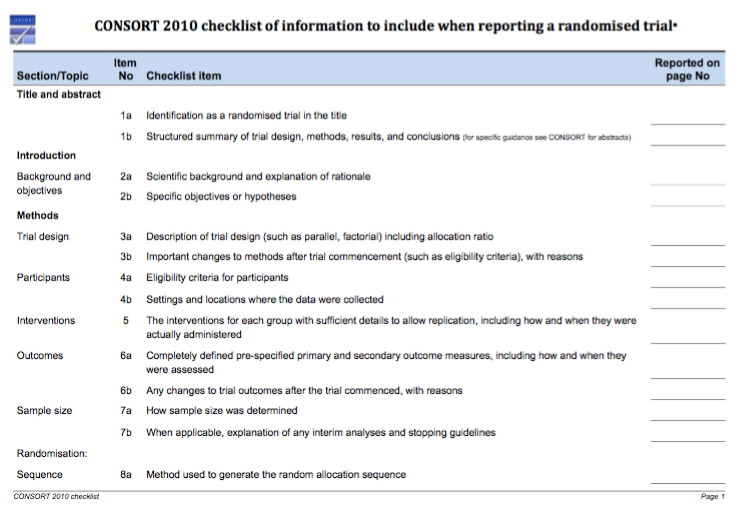 CONSORT
CONSORT 2010 checklist of information to include when reporting a randomised trial*
Section/Topic Item No Checklist item Reported on page No
Title and abstract
1a Identification as a randomised trial in the title
1b Structured summary of trial design, methods, results, and conclusions (for specific guidance see CONSORT for abstracts)
Introduction
Background and objectives 2a Scientific background and explanation of rationale
2b Specific objectives or hypotheses
Methods
Trial design 3a Description of trial design (such as parallel, factorial) including allocation ratio
3b Important changes to methods after trial commencement (such as eligibility criteria), with reasons
Participants 4a Eligibility criteria for participants
4b Settings and locations where the data were collected
Interventions 5 The interventions for each group with sufficient details to allow replication, including how and when they were
actually administered
Outcomes 6a Completely defined pre-specified primary and secondary outcome measures, including how and when they
were assessed
6b Any changes to trial outcomes after the trial commenced, with reasons
Sample size 7a How sample size was determined
7b When applicable, explanation of any interim analyses and stopping guidelines
Randomisation:
Sequence 8a Method used to generate the random allocation sequence
CONSORT 2010 checklist Page 1